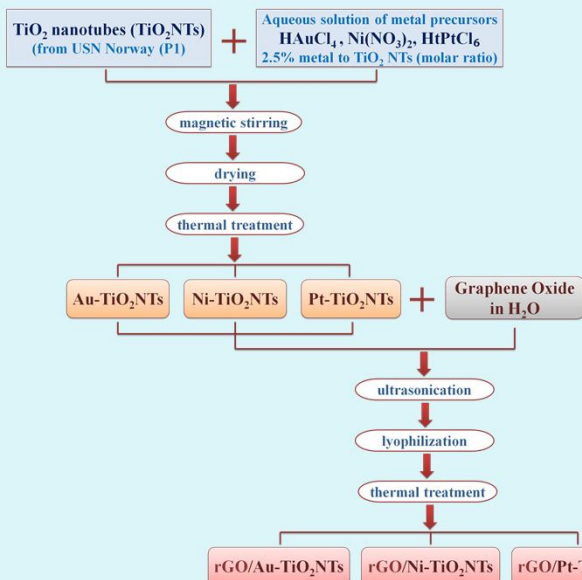 TiO₂ nanotubes (TiO₂NTs)
(from USN Norway (P1)
+
Aqueous solution of metal precursors
HAuCl₄ , Ni(NO₃)₂, HtPtCl₆
2.5% metal to TiO₂ NTs (molar ratio)
magnetic stirring
drying
thermal treatment
Au-TiO₂NTs
Ni-TiO₂NTs
Pt-TiO₂NTs
+
Graphene Oxide
in H₂O
ultrasonication
lyophilization
thermal treatment
rGO/Au-TiO₂NTs
rGO/Ni-TiO₂NTs
rGO/Pt-T